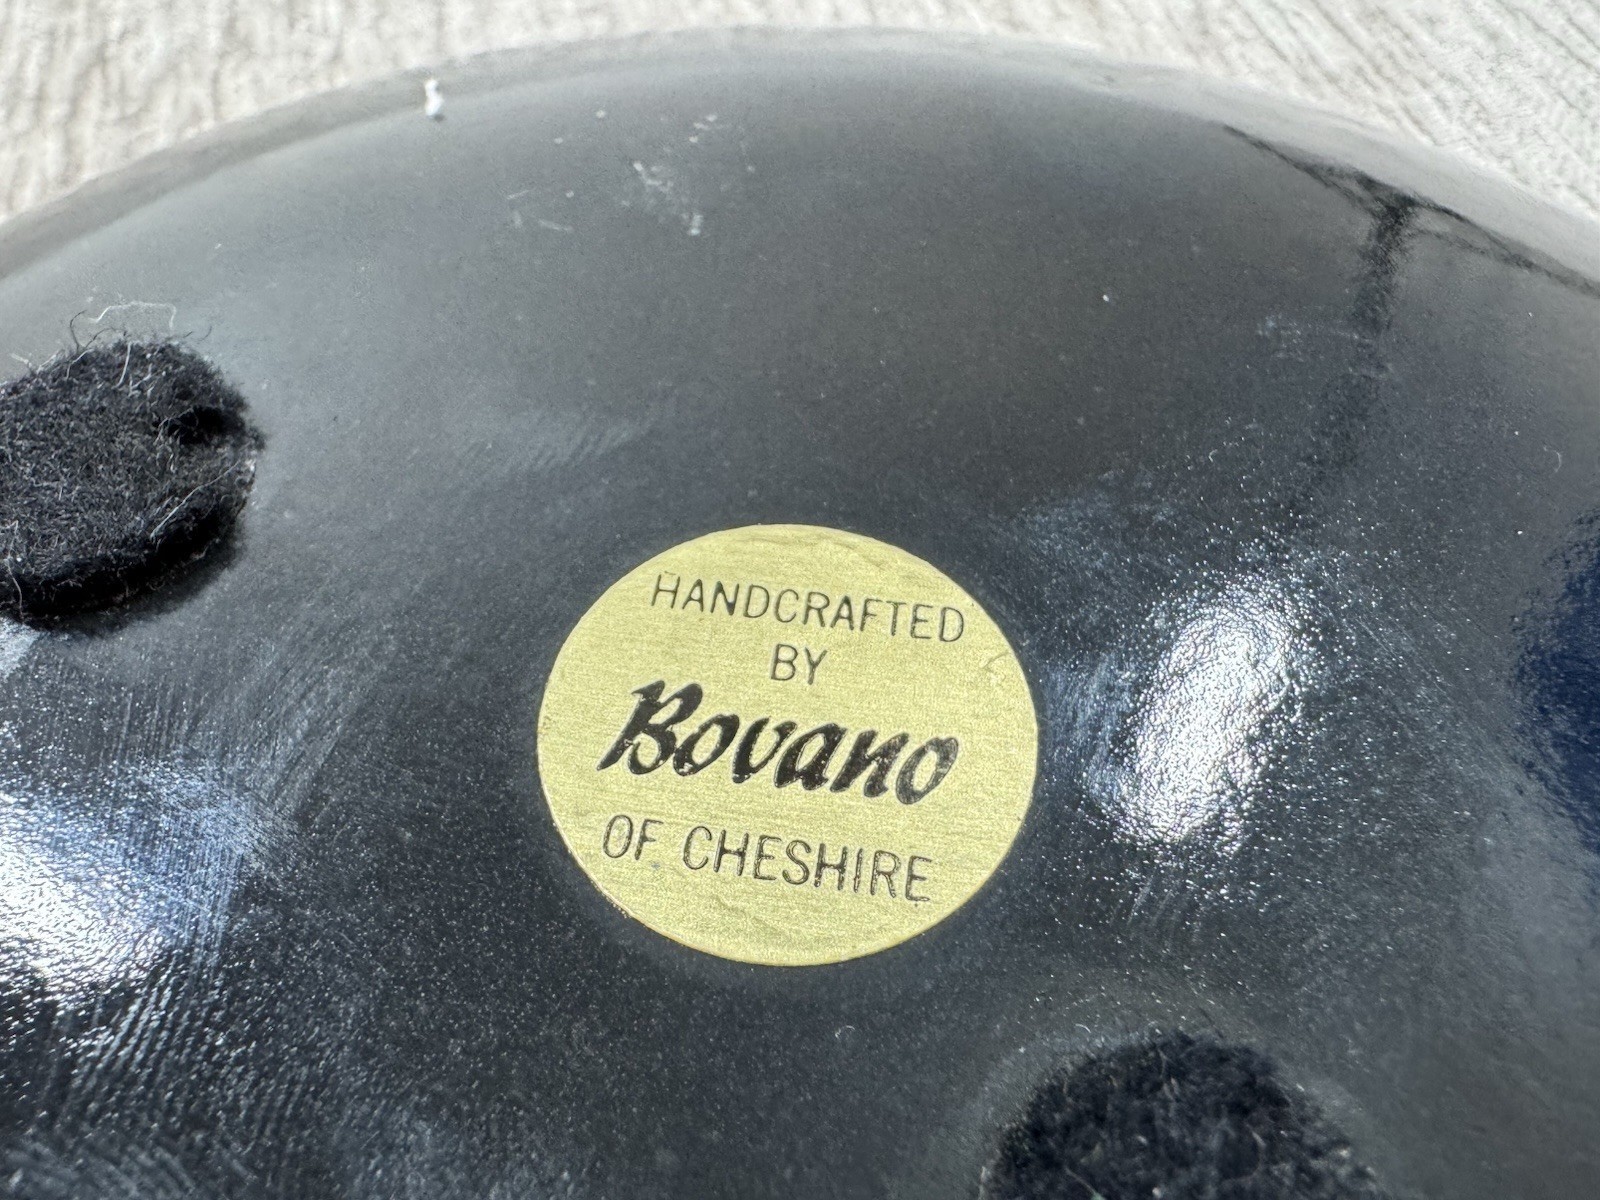 HANDCRAFTED
BY
Bovano
OF CHESHIRE